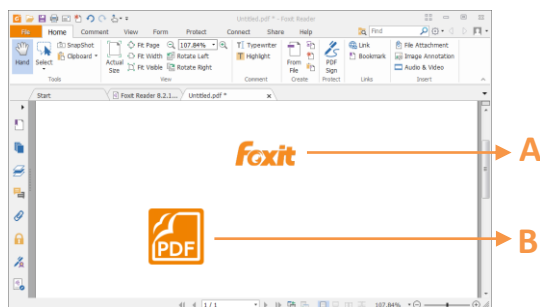 Untitled.pdf * - Foxit Reader
File Home Comment View Form Protect Connect Share Help Find
Hand Select SnapShot Clipboard Actual Size Fit Page Fit Width Fit Visible 107.84% Rotate Left Rotate Right Typewriter Highlight From File PDF Sign Link Bookmark File Attachment Image Annotation Audio & Video
Tools View Comment Create Protect Links Insert
Start Foxit Reader 8.2.1... Untitled.pdf *
foxit A
PDF B
1 / 1 107.84%